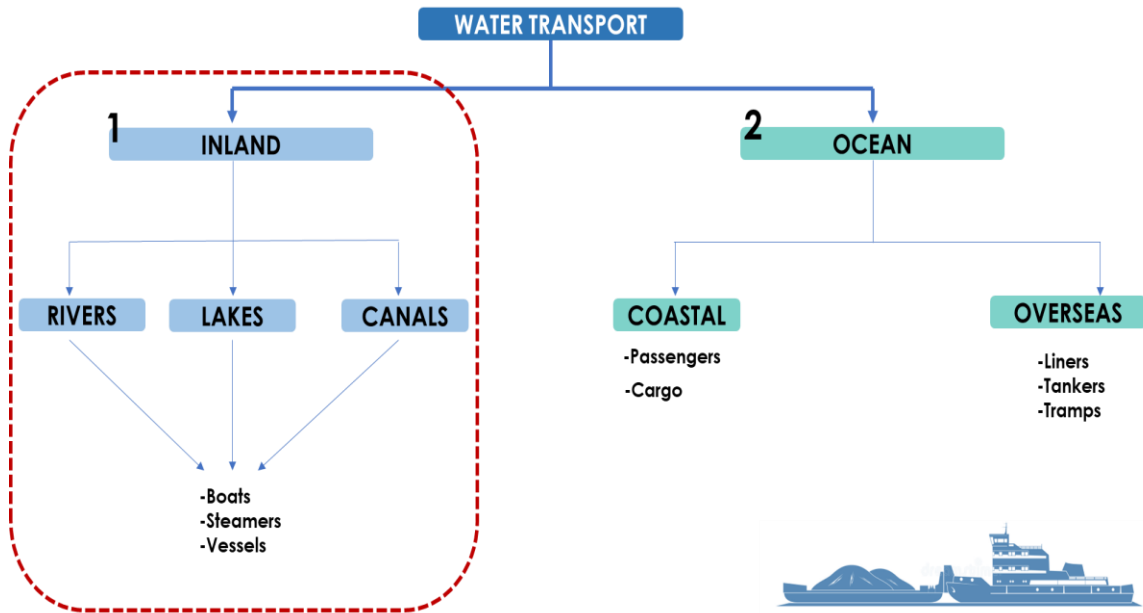 WATER TRANSPORT
1
INLAND
2
OCEAN
RIVERS
LAKES
CANALS
COASTAL
OVERSEAS
-Passengers
-Cargo
-Liners
-Tankers
-Tramps
-Boats
-Steamers
-Vessels